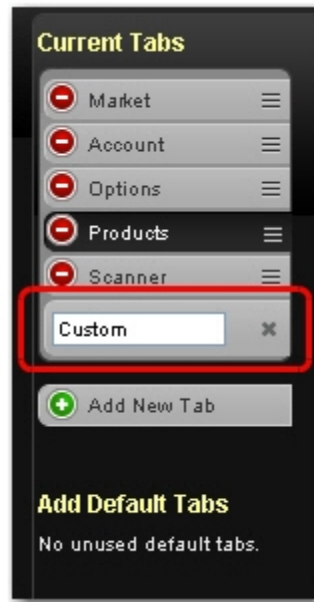 Current Tabs
Market
Account
Options
Products
Scanner
Custom
Add New Tab
Add Default Tabs
No unused default tabs.